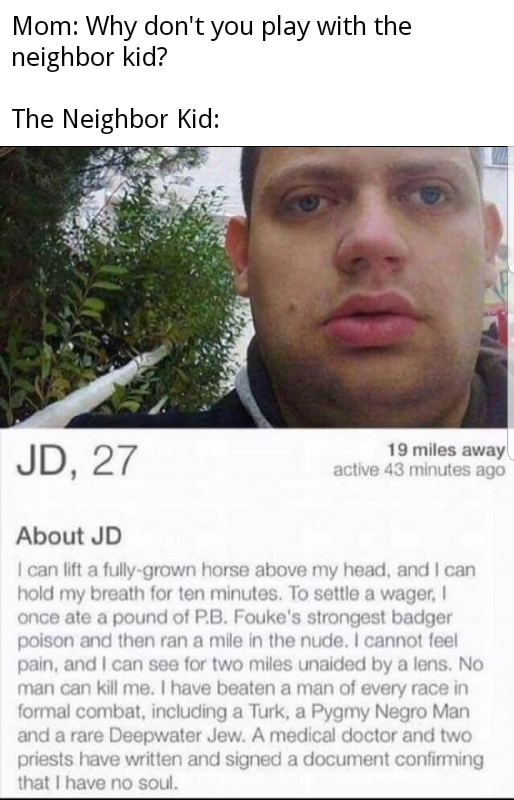 Mom: Why don't you play with the
neighbor kid?
The Neighbor Kid:
JD, 27
19 miles away
active 43 minutes ago
About JD
I can lift a fully-grown horse above my head, and I can
hold my breath for ten minutes. To settle a wager, I
once ate a pound of P.B. Fouke's strongest badger
poison and then ran a mile in the nude. I cannot feel
pain, and I can see for two miles unaided by a lens. No
man can kill me. I have beaten a man of every race in
formal combat, including a Turk, a Pygmy Negro Man
and a rare Deepwater Jew. A medical doctor and two
priests have written and signed a document confirming
that I have no soul.